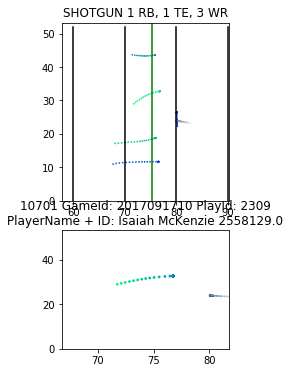 SHOTGUN 1 RB, 1 TE, 3 WR
50
40
30
20
10
0
60 70 80 90
10701 GameId: 2017091710 PlayId: 2309
PlayerName + ID: Isaiah McKenzie 2558129.0
40
20
0
70 75 80